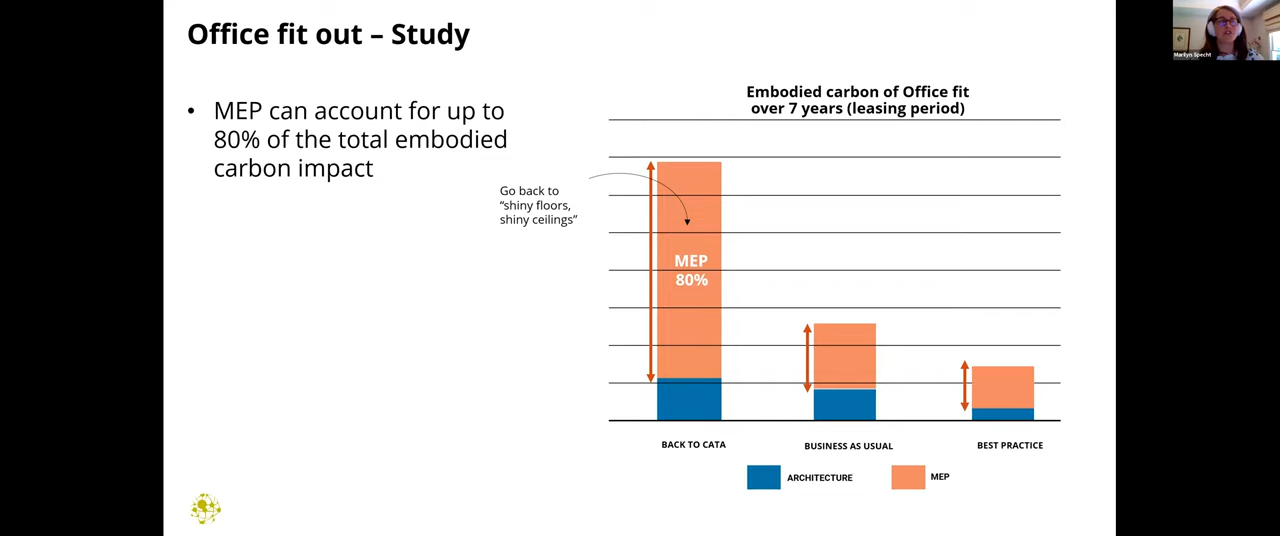 Office fit out – Study
• MEP can account for up to
80% of the total embodied
carbon impact
Embodied carbon of Office fit
over 7 years (leasing period)
Go back to
“shiny floors,
shiny ceilings”
MEP
80%
BACK TO CATA
BUSINESS AS USUAL
BEST PRACTICE
ARCHITECTURE
MEP
Marilyn Specht